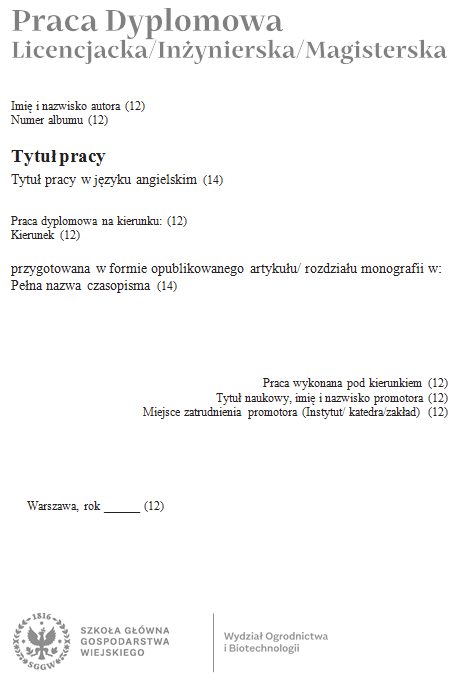 Praca Dyplomowa
Licencjacka/Inżynierska/Magisterska
Imię i nazwisko autora (12)
Numer albumu (12)
Tytuł pracy
Tytuł pracy w języku angielskim (14)
Praca dyplomowa na kierunku: (12)
Kierunek (12)
przygotowana w formie opublikowanego artykułu/ rozdziału monografii w:
Pełna nazwa czasopisma (14)
Praca wykonana pod kierunkiem (12)
Tytuł naukowy, imię i nazwisko promotora (12)
Miejsce zatrudnienia promotora (Instytut/ katedra/zakład) (12)
Warszawa, rok ______ (12)
1816
SGGW
SZKOŁA GŁÓWNA
GOSPODARSTWA
WIEJSKIEGO
Wydział Ogrodnictwa
i Biotechnologii